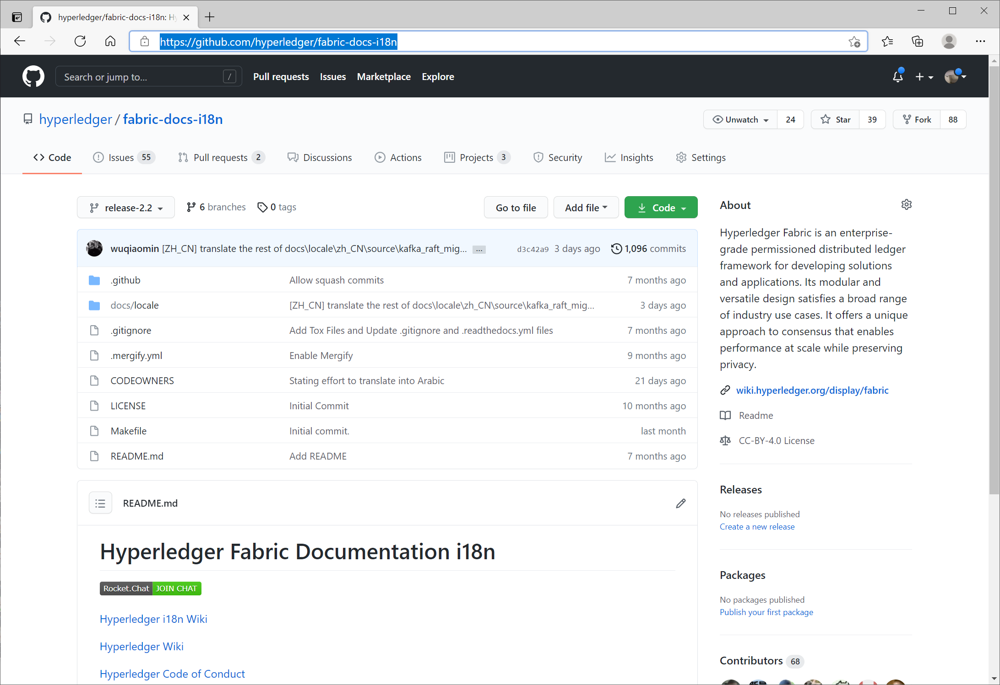 hyperledger/fabric-docs-i18n: Hy
https://github.com/hyperledger/fabric-docs-i18n
Search or jump to... / Pull requests Issues Marketplace Explore
hyperledger / fabric-docs-i18n Unwatch 24 Star 39 Fork 88
Code Issues 55 Pull requests 2 Discussions Actions Projects 3 Security Insights Settings
release-2.2 6 branches 0 tags Go to file Add file Code
wuqiaomin [ZH_CN] translate the rest of docs\locale\zh_CN\source\kafka_raft_mig... ... d3c42a9 3 days ago 1,096 commits
.github Allow squash commits 7 months ago
docs/locale [ZH_CN] translate the rest of docs\locale\zh_CN\source\kafka_raft_mig... 3 days ago
.gitignore Add Tox Files and Update .gitignore and .readthedocs.yml files 7 months ago
.mergify.yml Enable Mergify 9 months ago
CODEOWNERS Stating effort to translate into Arabic 21 days ago
LICENSE Initial Commit 10 months ago
Makefile Initial commit. last month
README.md Add README 7 months ago
README.md
Hyperledger Fabric Documentation i18n
Rocket.Chat JOIN CHAT
Hyperledger i18n Wiki
Hyperledger Wiki
Hyperledger Code of Conduct
About
Hyperledger Fabric is an enterprise-
grade permissioned distributed ledger
framework for developing solutions
and applications. Its modular and
versatile design satisfies a broad range
of industry use cases. It offers a unique
approach to consensus that enables
performance at scale while preserving
privacy.
wiki.hyperledger.org/display/fabric
Readme
CC-BY-4.0 License
Releases
No releases published
Create a new release
Packages
No packages published
Publish your first package
Contributors 68